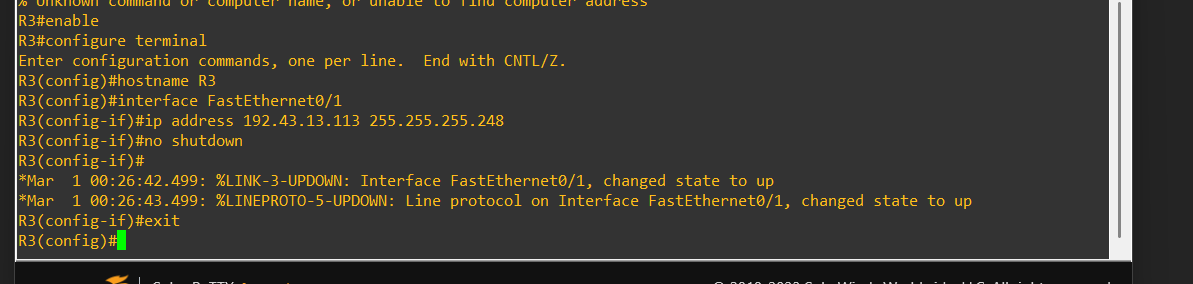 % Unknown command or computer name, or unable to find computer address
R3#enable
R3#configure terminal
Enter configuration commands, one per line.  End with CNTL/Z.
R3(config)#hostname R3
R3(config)#interface FastEthernet0/1
R3(config-if)#ip address 192.43.13.113 255.255.255.248
R3(config-if)#no shutdown
R3(config-if)#
*Mar  1 00:26:42.499: %LINK-3-UPDOWN: Interface FastEthernet0/1, changed state to up
*Mar  1 00:26:43.499: %LINEPROTO-5-UPDOWN: Line protocol on Interface FastEthernet0/1, changed state to up
R3(config-if)#exit
R3(config)#